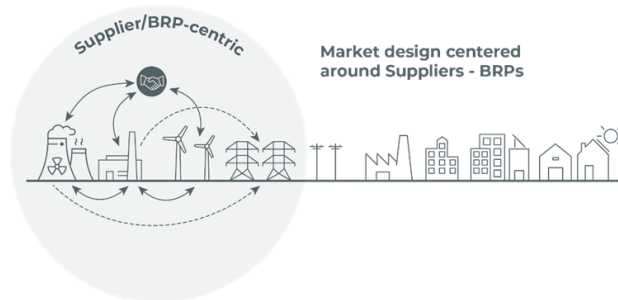 Supplier/BRP-centric
Market design centered
around Suppliers - BRPs